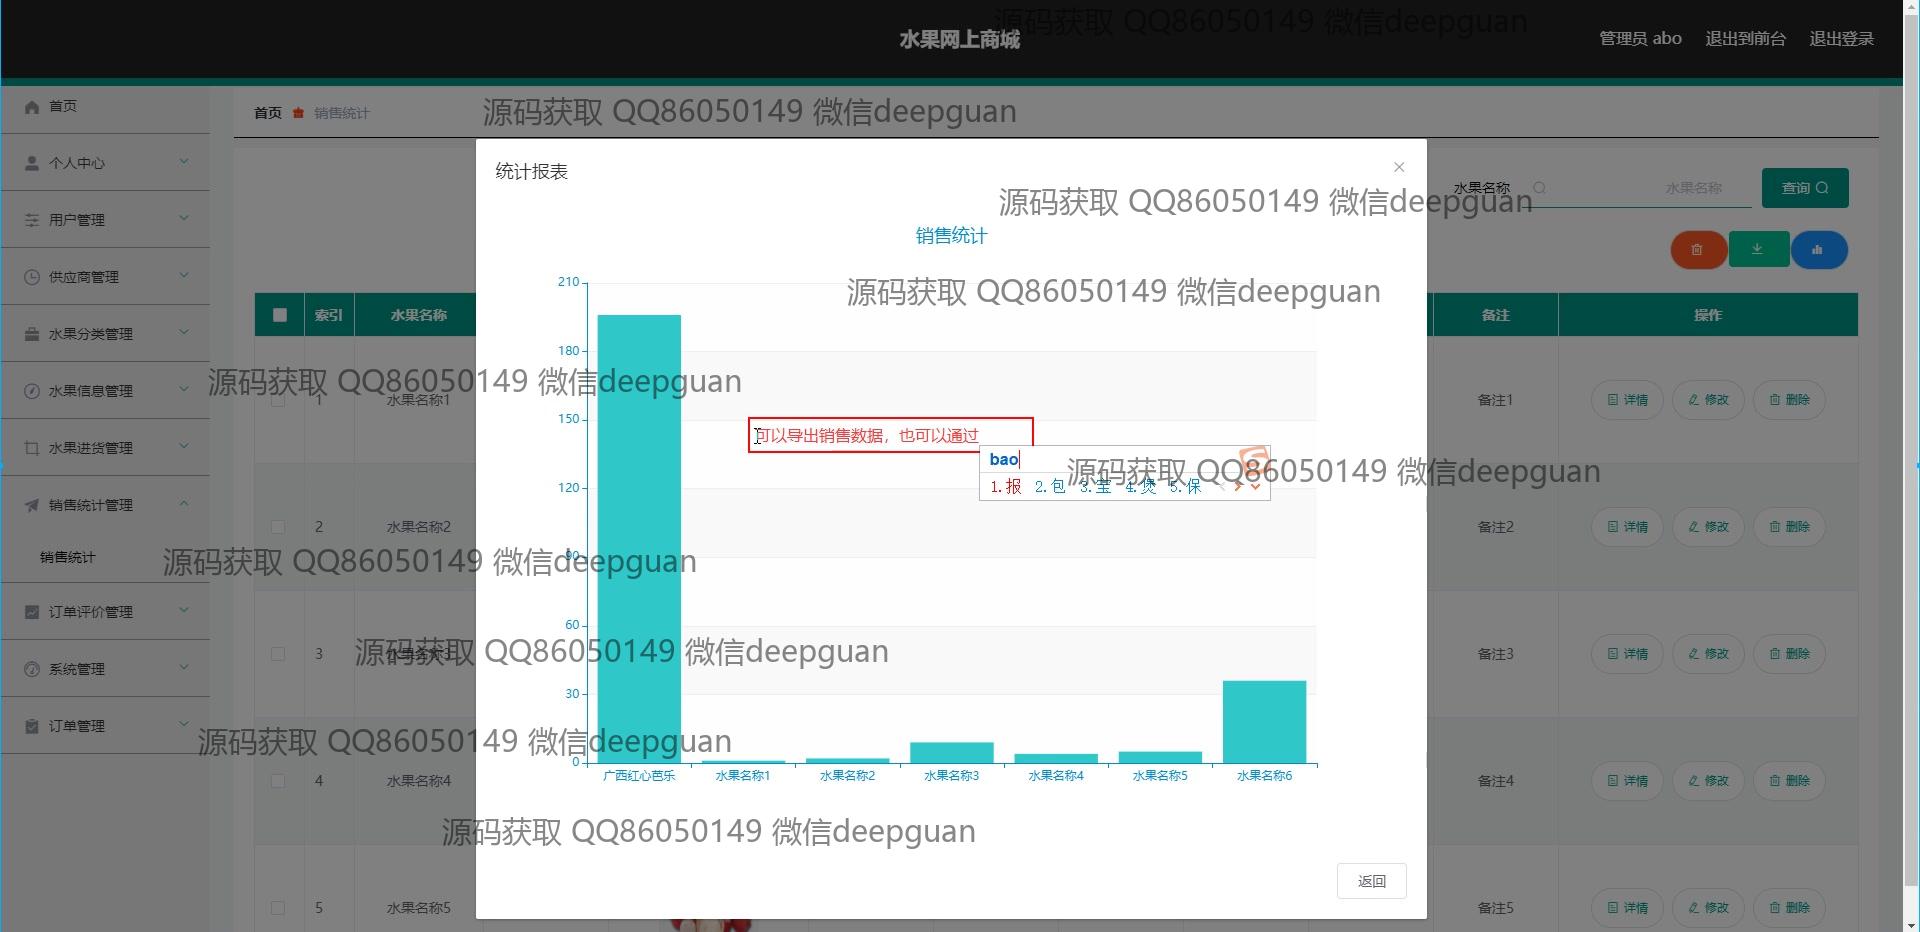 源码获取 QQ86050149 微信deepguan
水果网上商城
管理员 abo
退出到前台
退出登录
首页
个人中心
用户管理
供应商管理
水果分类管理
水果信息管理
水果进货管理
销售统计管理
销售统计
订单评价管理
系统管理
订单管理
首页 销售统计
源码获取 QQ86050149 微信deepguan
统计报表
水果名称
水果名称
查询
源码获取 QQ86050149 微信deepguan
销售统计
源码获取 QQ86050149 微信deepguan
索引 水果名称 备注 操作
1 水果名称1 备注1 详情 修改 删除
2 水果名称2 备注2 详情 修改 删除
3 水果名称3 备注3 详情 修改 删除
4 水果名称4 备注4 详情 修改 删除
5 水果名称5 备注5 详情 修改 删除
210
180
150
120
90
60
30
0
源码获取 QQ86050149 微信deepguan
可以导出销售数据，也可以通过
bao
1.报 2.包 3.宝 4.煲 5.保
源码获取 QQ86050149 微信deepguan
源码获取 QQ86050149 微信deepguan
源码获取 QQ86050149 微信deepguan
源码获取 QQ86050149 微信deepguan
广西红心芭乐 水果名称1 水果名称2 水果名称3 水果名称4 水果名称5 水果名称6
源码获取 QQ86050149 微信deepguan
返回